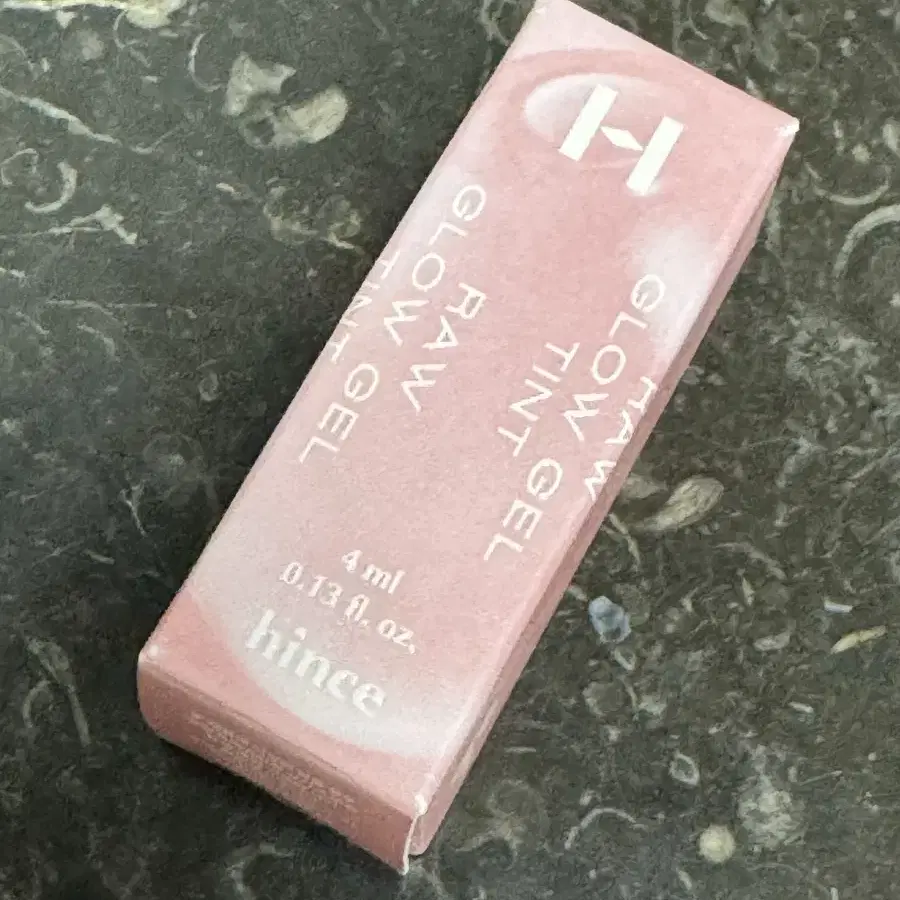 H
RAW
GLOW GEL
TINT
RAW
GLOW GEL
TINT
4 ml
0.13 fl. oz.
hince